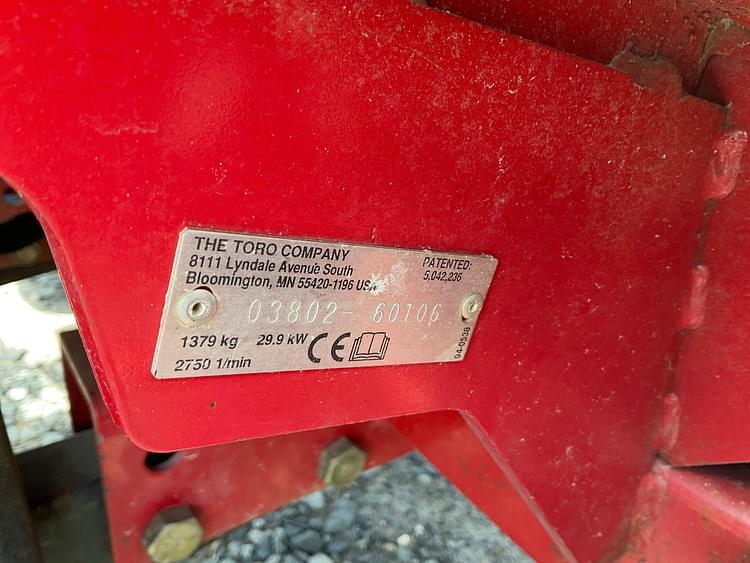 THE TORO COMPANY
8111 Lyndale Avenue South
Bloomington, MN 55420-1196 USA
PATENTED:
5,042,236
03802-60106
1379 kg 29.9 kW CE
2750 1/min
94-0538